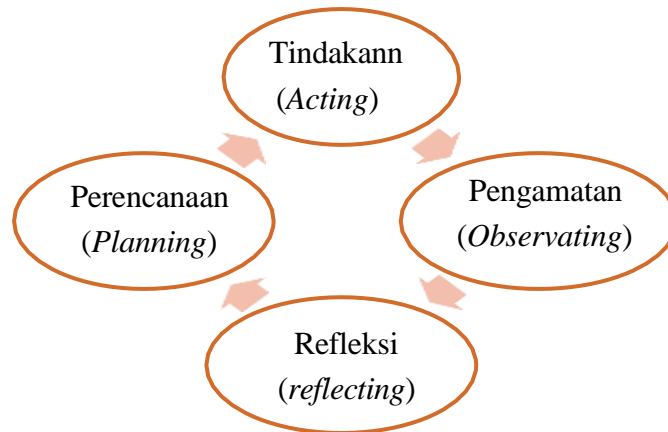 Tindakann
(Acting)
Perencanaan
(Planning)
Pengamatan
(Observating)
Refleksi
(reflecting)